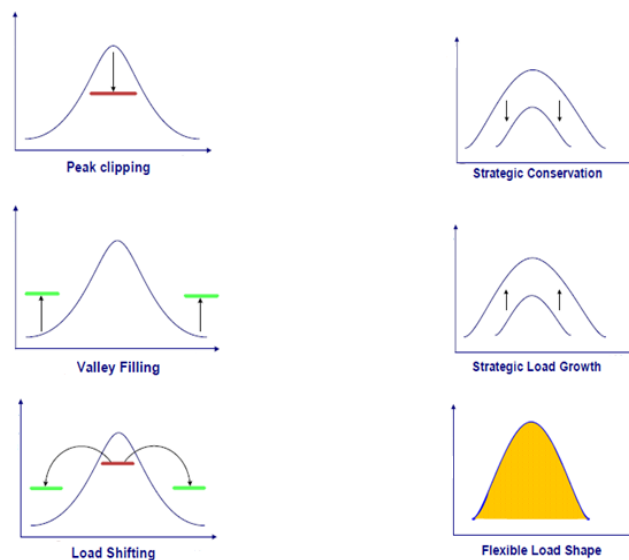 Peak clipping
Strategic Conservation
Valley Filling
Strategic Load Growth
Load Shifting
Flexible Load Shape